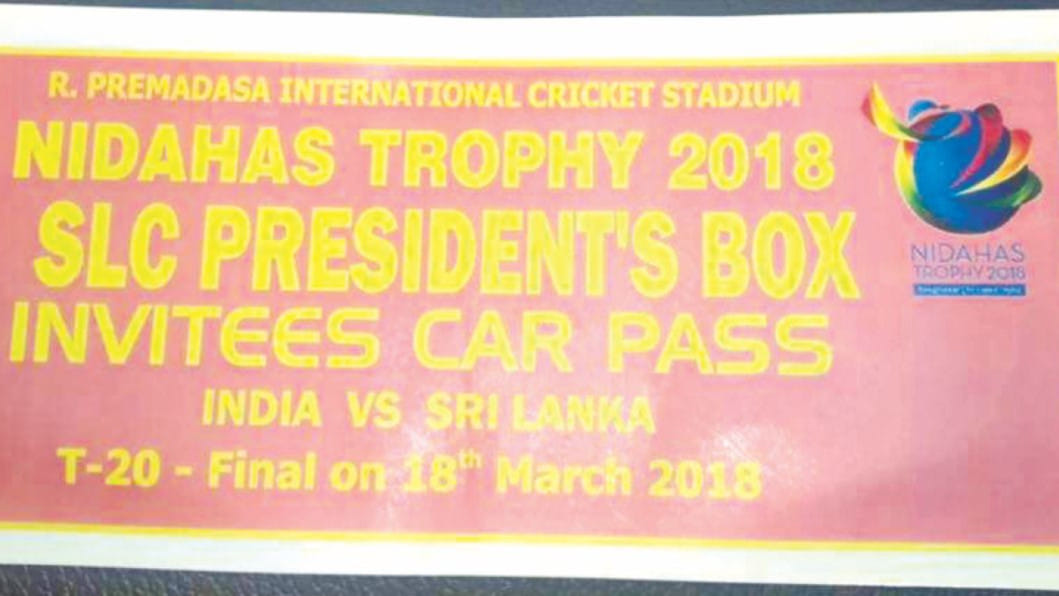 R. PREMADASA INTERNATIONAL CRICKET STADIUM
NIDAHAS TROPHY 2018
SLC PRESIDENT'S BOX
INVITEES CAR PASS
INDIA VS SRI LANKA
T-20 - Final on 18th March 2018
NIDAHAS
TROPHY 2018